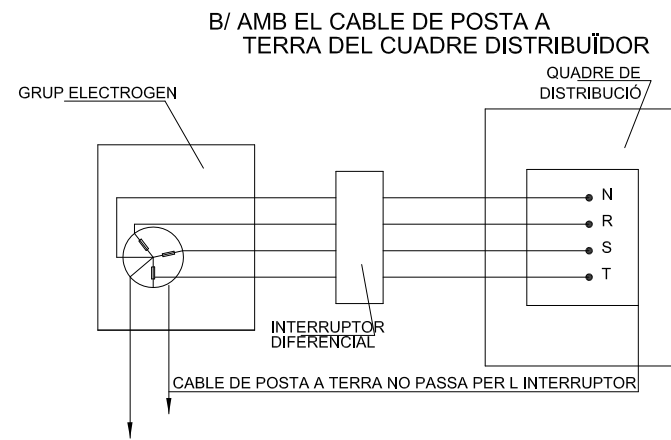 B/ AMB EL CABLE DE POSTA A
TERRA DEL CUADRE DISTRIBUÏDOR
QUADRE DE
DISTRIBUCIÓ
GRUP ELECTROGEN
N
R
S
T
INTERRUPTOR
DIFERENCIAL
CABLE DE POSTA A TERRA NO PASSA PER L INTERRUPTOR